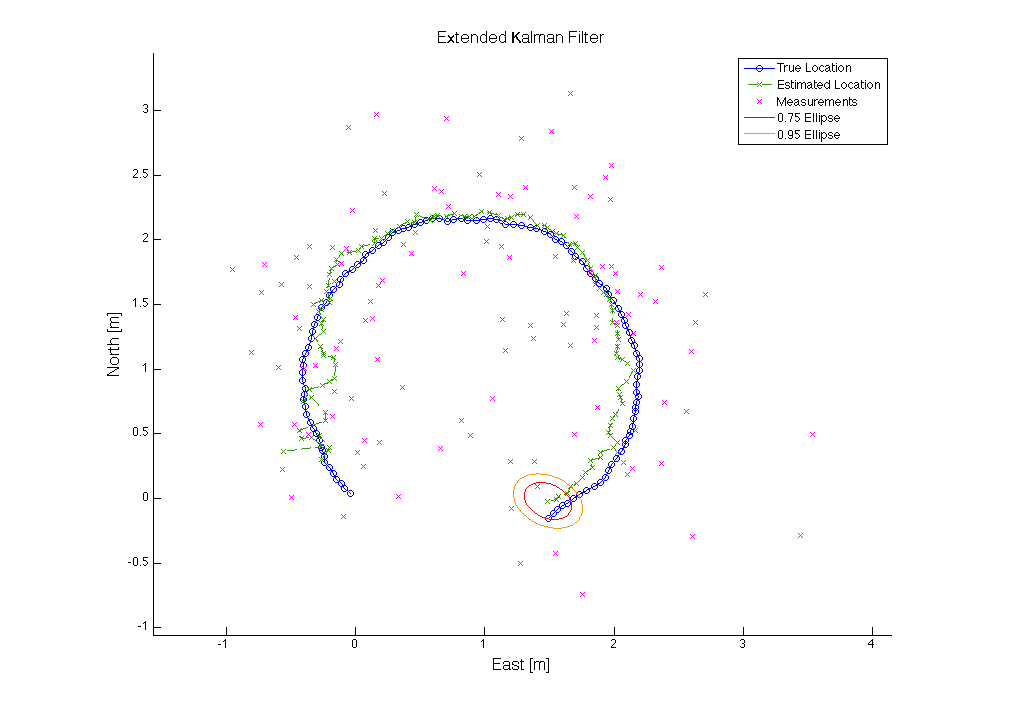 Extended Kalman Filter
True Location
Estimated Location
Measurements
0.75 Ellipse
0.95 Ellipse
3
2.5
2
1.5
1
0.5
0
-0.5
-1
North [m]
-1 0 1 2 3 4
East [m]